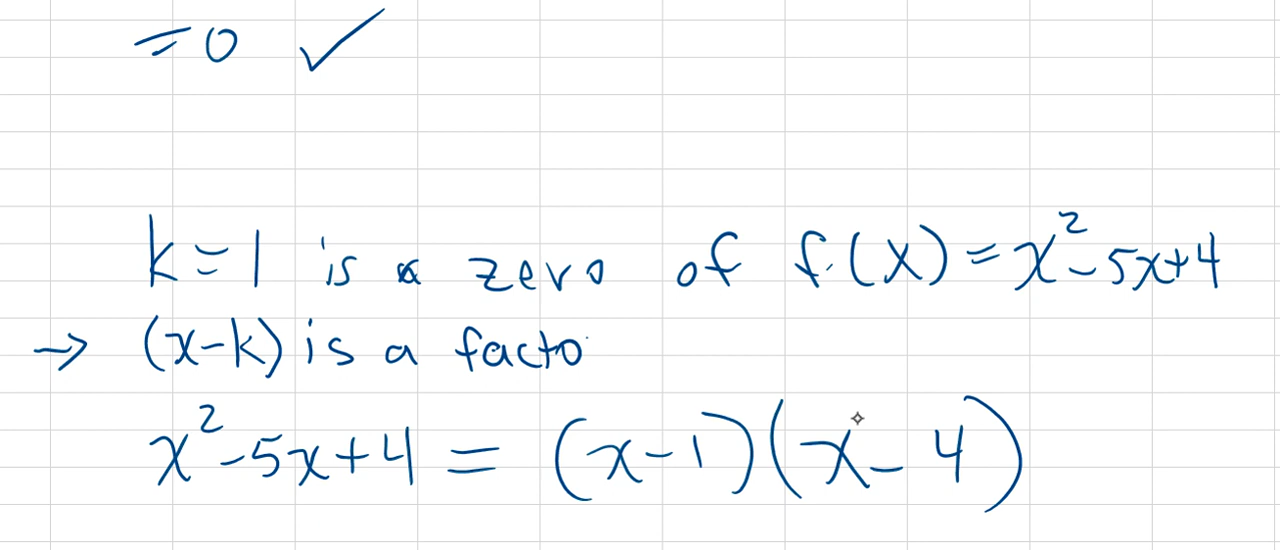 =0 ✓
k=1 is a zero of f(x)=x²-5x+4
→ (x-k) is a facto
x²-5x+4 = (x-1)(x-4)